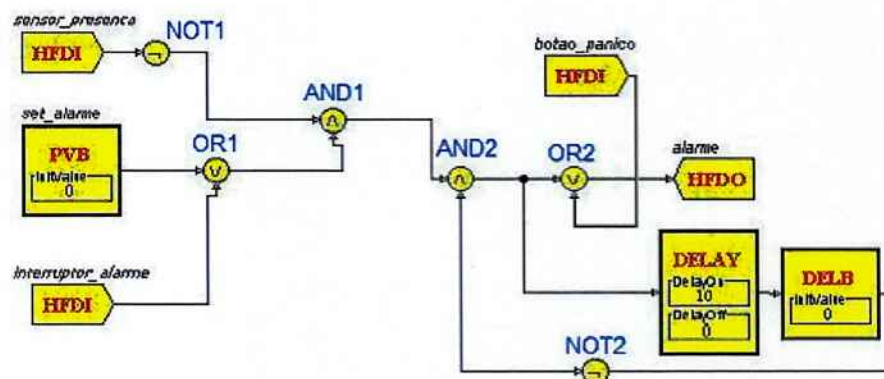 sensor_presenca
HFDI
NOT1
set_alarme
PVB
InitValue
0
OR1
interruptor_alarme
HFDI
AND1
AND2
botao_panico
HFDI
OR2
alarme
HFDO
DELAY
DelayOn
10
DelayOff
0
DELB
InitValue
0
NOT2